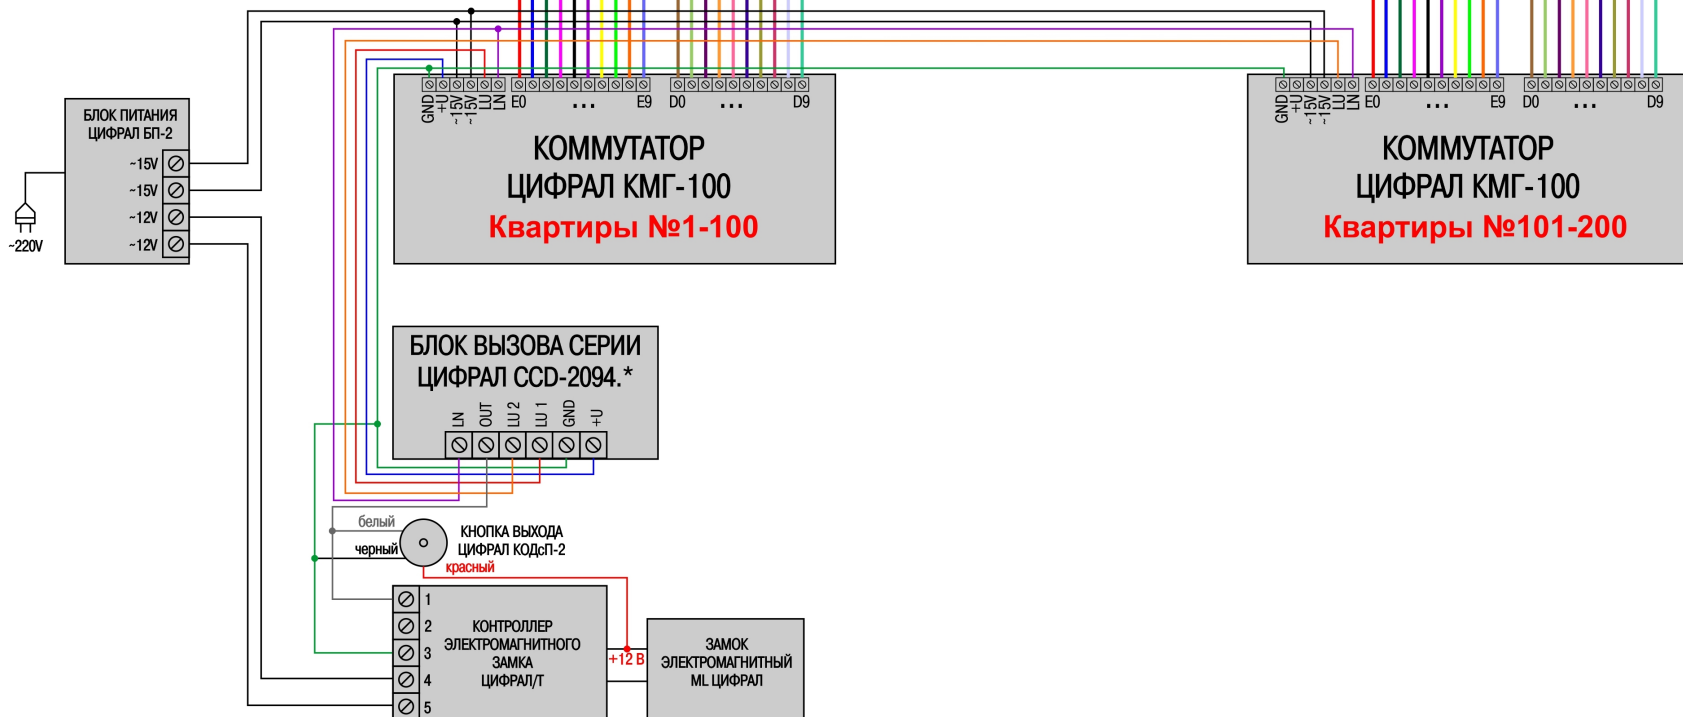 БЛОК ПИТАНИЯ
ЦИФРАЛ БП-2
~15V
~15V
~12V
~12V
~220V
GND
+U
~15V
~15V
LU
LN
E0
...
E9
D0
...
D9
КОММУТАТОР
ЦИФРАЛ КМГ-100
Квартиры №1-100
GND
+U
~15V
~15V
LU
LN
E0
...
E9
D0
...
D9
КОММУТАТОР
ЦИФРАЛ КМГ-100
Квартиры №101-200
БЛОК ВЫЗОВА СЕРИИ
ЦИФРАЛ CCD-2094.*
LN
OUT
LU 2
LU 1
GND
+U
белый
черный
красный
КНОПКА ВЫХОДА
ЦИФРАЛ КОДсП-2
1
2
3
4
5
КОНТРОЛЛЕР
ЭЛЕКТРОМАГНИТНОГО
ЗАМКА
ЦИФРАЛ/Т
+12 В
ЗАМОК
ЭЛЕКТРОМАГНИТНЫЙ
ML ЦИФРАЛ